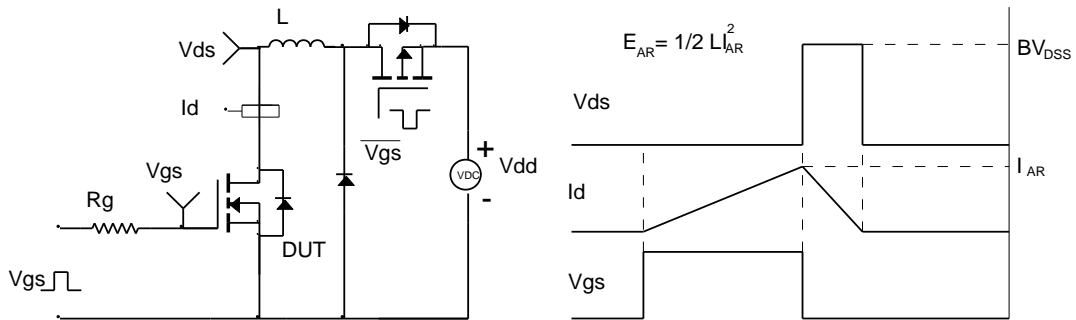 L
Vds
Id
Vgs
Rg
Vgs
DUT
Vgs
VDC
+
Vdd
-
E_AR = 1/2 LI_AR^2
BV_DSS
Vds
I_AR
Id
Vgs